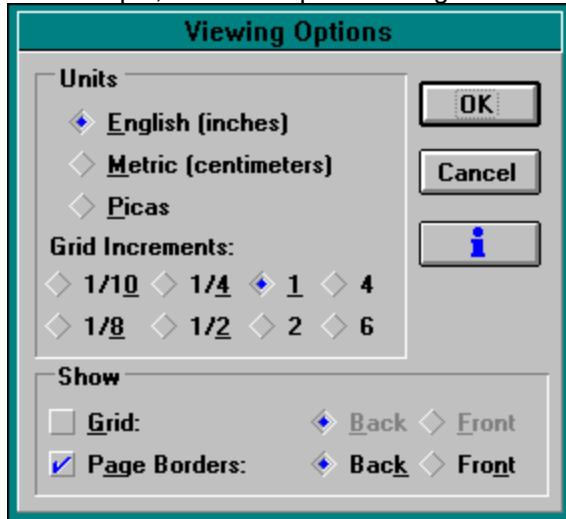 Viewing Options
Units
English (inches)
Metric (centimeters)
Picas
OK
Cancel
i
Grid Increments:
1/10 1/4 1 4
1/8 1/2 2 6
Show
Grid: Back Front
Page Borders: Back Front